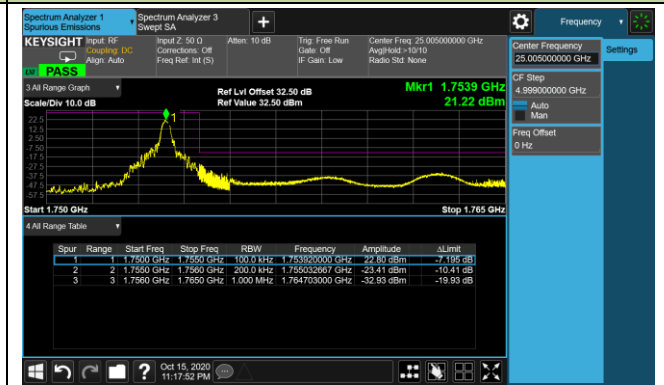 Spectrum Analyzer 1
Spurious Emissions
Spectrum Analyzer 3
Swept SA
+
Frequency
KEYSIGHT
Input: RF
Coupling: DC
Align: Auto
Input Z: 50 Ω
Corrections: Off
Freq Ref: Int (S)
Atten: 10 dB
Trig: Free Run
Gate: Off
IF Gain: Low
Center Freq: 25.005000000 GHz
Avg|Hold:>10/10
Radio Std: None
PASS
Center Frequency
25.005000000 GHz
Settings
CF Step
4.999000000 GHz
Auto
Man
Freq Offset
0 Hz
3 All Range Graph
Scale/Div 10.0 dB
Ref Lvl Offset 32.50 dB
Ref Value 32.50 dBm
Mkr1 1.7539 GHz
21.22 dBm
1
22.5
12.5
2.50
-7.50
-17.5
-27.5
-37.5
-47.5
-57.5
Start 1.750 GHz
Stop 1.765 GHz
4 All Range Table
Spur Range Start Freq Stop Freq RBW Frequency Amplitude ΔLimit
1 1 1.7500 GHz 1.7550 GHz 100.0 kHz 1.753920000 GHz 22.80 dBm -7.195 dB
2 2 1.7550 GHz 1.7560 GHz 200.0 kHz 1.755032667 GHz -23.41 dBm -10.41 dB
3 3 1.7560 GHz 1.7650 GHz 1.000 MHz 1.764703000 GHz -32.93 dBm -19.93 dB
?
Oct 15, 2020
11:17:52 PM